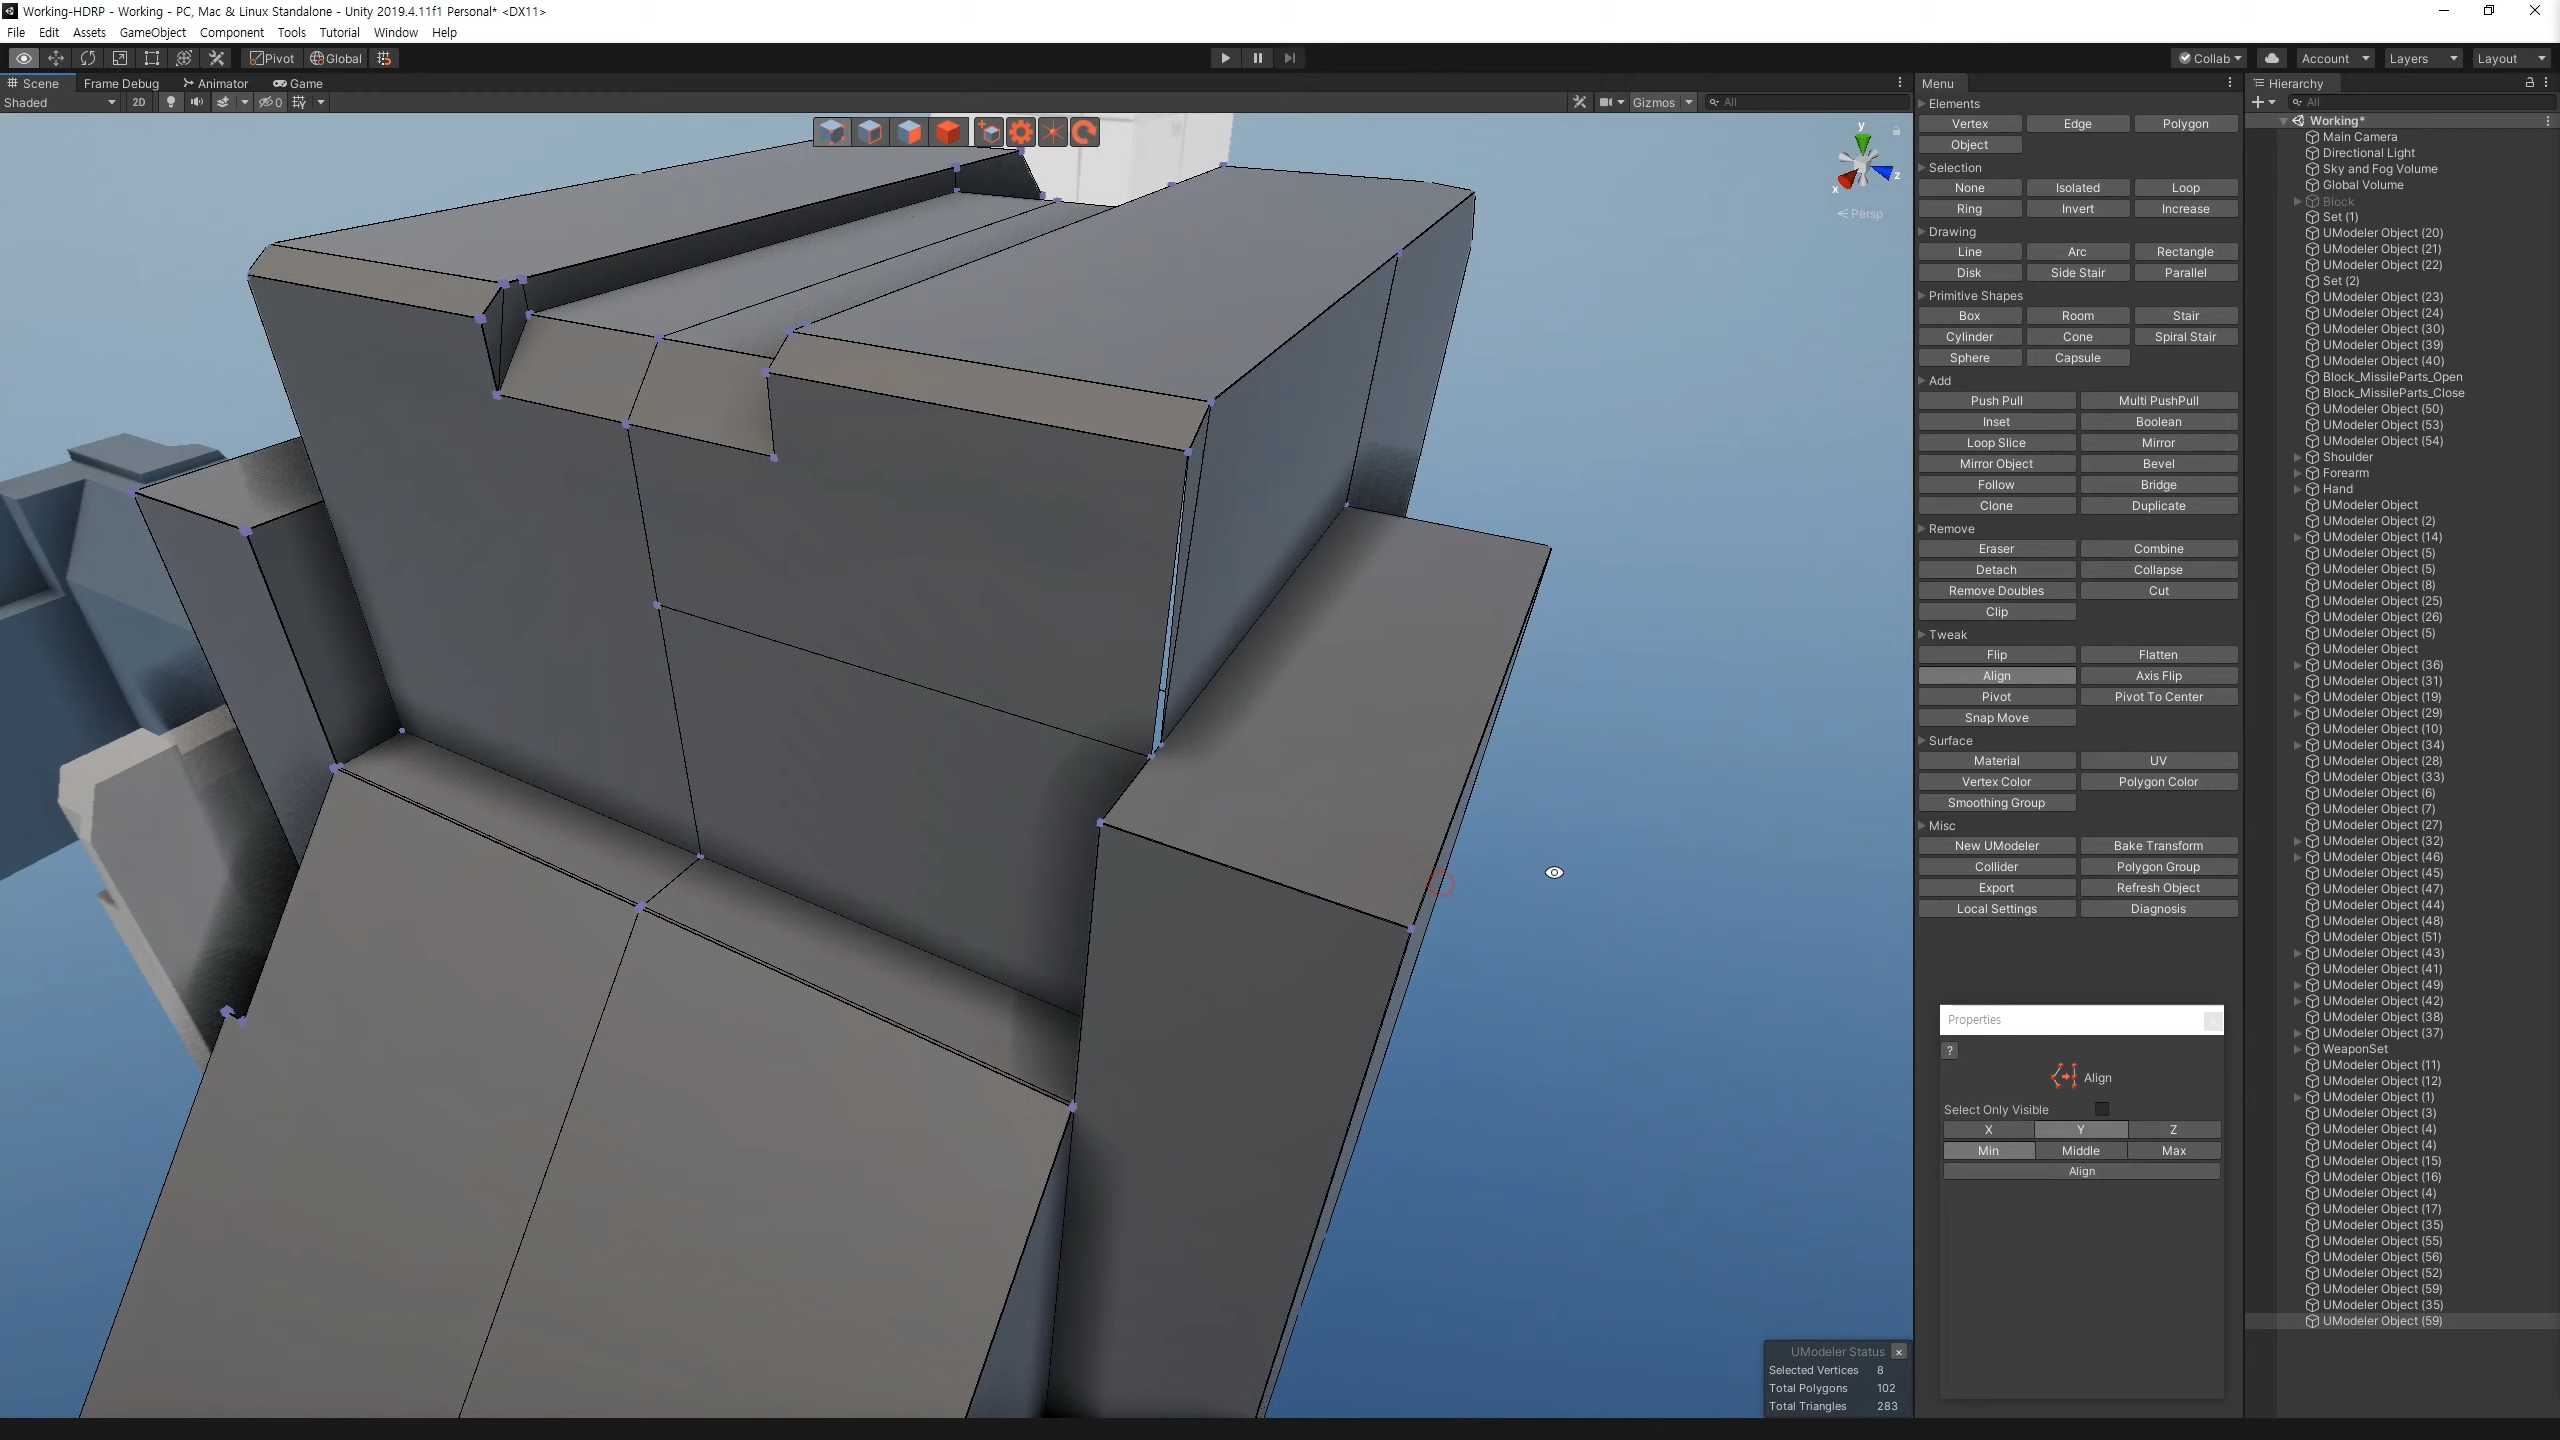 Working-HDRP - Working - PC, Mac & Linux Standalone - Unity 2019.4.11f1 Personal* <DX11>
File Edit Assets GameObject Component Tools Tutorial Window Help
Pivot Global Collab Account Layers Layout
Scene Frame Debug Animator Game
Shaded 2D 0 Gizmos All
y
x
z
Persp
Menu
Elements
Vertex Edge Polygon
Object
Selection
None Isolated Loop
Ring Invert Increase
Drawing
Line Arc Rectangle
Disk Side Stair Parallel
Primitive Shapes
Box Room Stair
Cylinder Cone Spiral Stair
Sphere Capsule
Add
Push Pull Multi PushPull
Inset Boolean
Loop Slice Mirror
Mirror Object Bevel
Follow Bridge
Clone Duplicate
Remove
Eraser Combine
Detach Collapse
Remove Doubles Cut
Clip
Tweak
Flip Flatten
Align Axis Flip
Pivot Pivot To Center
Snap Move
Surface
Material UV
Vertex Color Polygon Color
Smoothing Group
Misc
New UModeler Bake Transform
Collider Polygon Group
Export Refresh Object
Local Settings Diagnosis
Properties
?
Align
Select Only Visible
X Y Z
Min Middle Max
Align
UModeler Status ×
Selected Vertices 8
Total Polygons 102
Total Triangles 283
Hierarchy
All
Working*
Main Camera
Directional Light
Sky and Fog Volume
Global Volume
Block
Set (1)
UModeler Object (20)
UModeler Object (21)
UModeler Object (22)
Set (2)
UModeler Object (23)
UModeler Object (24)
UModeler Object (30)
UModeler Object (39)
UModeler Object (40)
Block_MissileParts_Open
Block_MissileParts_Close
UModeler Object (50)
UModeler Object (53)
UModeler Object (54)
Shoulder
Forearm
Hand
UModeler Object
UModeler Object (2)
UModeler Object (14)
UModeler Object (5)
UModeler Object (5)
UModeler Object (8)
UModeler Object (25)
UModeler Object (26)
UModeler Object (5)
UModeler Object
UModeler Object (36)
UModeler Object (31)
UModeler Object (19)
UModeler Object (29)
UModeler Object (10)
UModeler Object (34)
UModeler Object (28)
UModeler Object (33)
UModeler Object (6)
UModeler Object (7)
UModeler Object (27)
UModeler Object (32)
UModeler Object (46)
UModeler Object (45)
UModeler Object (47)
UModeler Object (44)
UModeler Object (48)
UModeler Object (51)
UModeler Object (43)
UModeler Object (41)
UModeler Object (49)
UModeler Object (42)
UModeler Object (38)
UModeler Object (37)
WeaponSet
UModeler Object (11)
UModeler Object (12)
UModeler Object (1)
UModeler Object (3)
UModeler Object (4)
UModeler Object (4)
UModeler Object (15)
UModeler Object (16)
UModeler Object (4)
UModeler Object (17)
UModeler Object (35)
UModeler Object (55)
UModeler Object (56)
UModeler Object (52)
UModeler Object (59)
UModeler Object (35)
UModeler Object (59)